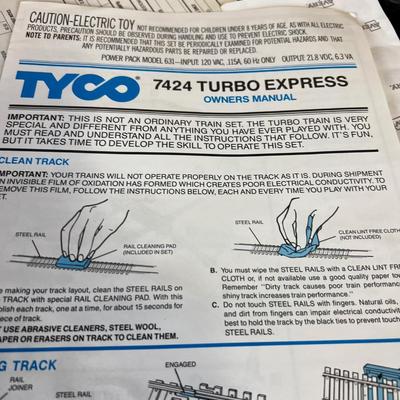 CAUTION-ELECTRIC TOY NOT RECOMMENDED FOR CHILDREN UNDER 8 YEARS OF AGE. AS WITH ALL ELECTRIC
PRODUCTS, PRECAUTION SHOULD BE OBSERVED DURING HANDLING AND USE TO PREVENT ELECTRIC SHOCK.
NOTE TO PARENTS: IT IS RECOMMENDED THAT THIS SET BE PERIODICALLY EXAMINED FOR POTENTIAL HAZARDS AND THAT
ANY POTENTIALLY HAZARDOUS PARTS BE REPAIRED OR REPLACED.
POWER PACK MODEL 631—INPUT: 120 VAC, .115A, 60 Hz ONLY OUTPUT: 21.8 VDC, 6.3 VA
TYCO 7424 TURBO EXPRESS
OWNERS MANUAL
IMPORTANT: THIS IS NOT AN ORDINARY TRAIN SET. THE TURBO TRAIN IS VERY
SPECIAL AND DIFFERENT FROM ANYTHING YOU HAVE EVER PLAYED WITH. YOU
MUST READ AND UNDERSTAND ALL THE INSTRUCTIONS THAT FOLLOW. IT'S FUN,
BUT IT TAKES TIME TO DEVELOP THE SKILL TO OPERATE THIS SET.
CLEAN TRACK
IMPORTANT: YOUR TRAINS WILL NOT OPERATE PROPERLY ON THE TRACK AS IT IS. DURING SHIPMENT
AN INVISIBLE FILM OF OXIDATION HAS FORMED WHICH CREATES POOR ELECTRICAL CONDUCTIVITY. TO
REMOVE THIS FILM, FOLLOW THE INSTRUCTIONS BELOW, EACH AND EVERY TIME YOU PLAY WITH YOUR
ET.
STEEL RAIL
RAIL CLEANING PAD
(INCLUDED IN SET)
STEEL RAIL
CLEAN LINT FREE CLOTH
(NOT INCLUDED)
e making your track layout, clean the STEEL RAILS on
TRACK with special RAIL CLEANING PAD. With this
olish each track, one at a time, for about 15 seconds for
iece of track.
T USE ABRASIVE CLEANERS, STEEL WOOL,
APER OR ERASERS ON TRACK TO CLEAN THEM.
B. You must wipe the STEEL RAILS with a CLEAN LINT FREE
CLOTH or, if not available use a good quality paper tow
Remember "Dirty track causes poor train performance
shiny track increases train performance."
C. Do not touch STEEL RAILS with fingers. Natural oils,
and dirt from fingers can impair electrical conductivity
best to hold the track by the black ties to prevent touch
STEEL RAILS.
G TRACK
RAIL
JOINER
STEEL RAIL
ENGAGED